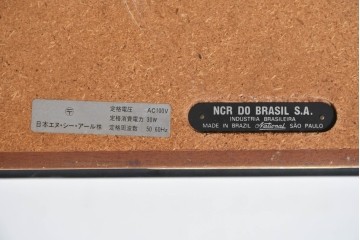 定格電圧 AC100V
定格消費電力 30W
日本エヌ・シー・アール㈱ 定格周波数 50 60Hz
NCR DO BRASIL S.A.
INDUSTRIA BRASILEIRA
MADE IN BRAZIL National SÃO PAULO